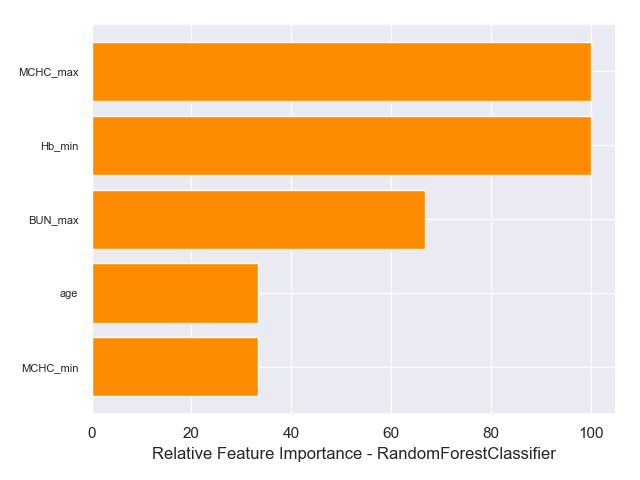 MCHC_max
Hb_min
BUN_max
age
MCHC_min
0 20 40 60 80 100
Relative Feature Importance - RandomForestClassifier